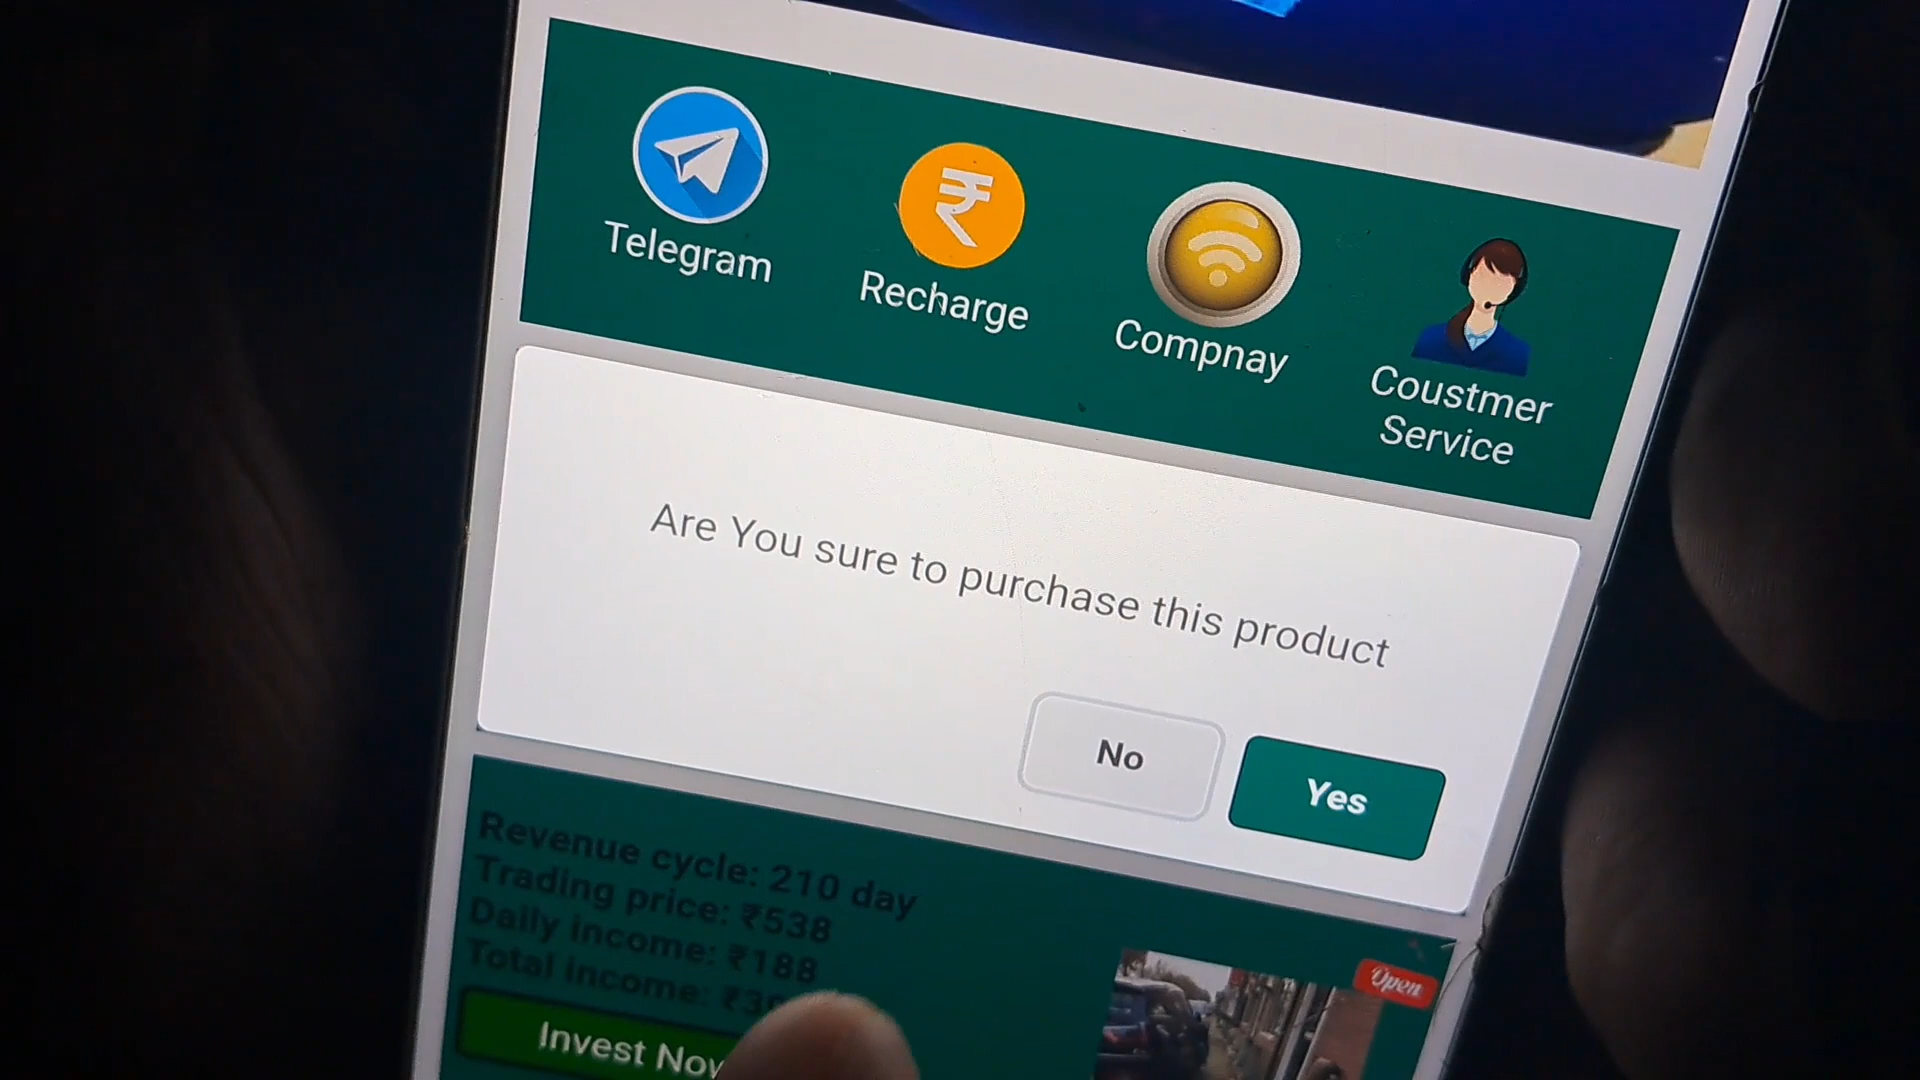 Telegram
Recharge
Compnay
Coustmer
Service
Are You sure to purchase this product
No
Yes
Revenue cycle: 210 day
Trading price: ₹538
Daily income: ₹188
Total income:
Open
Invest Now